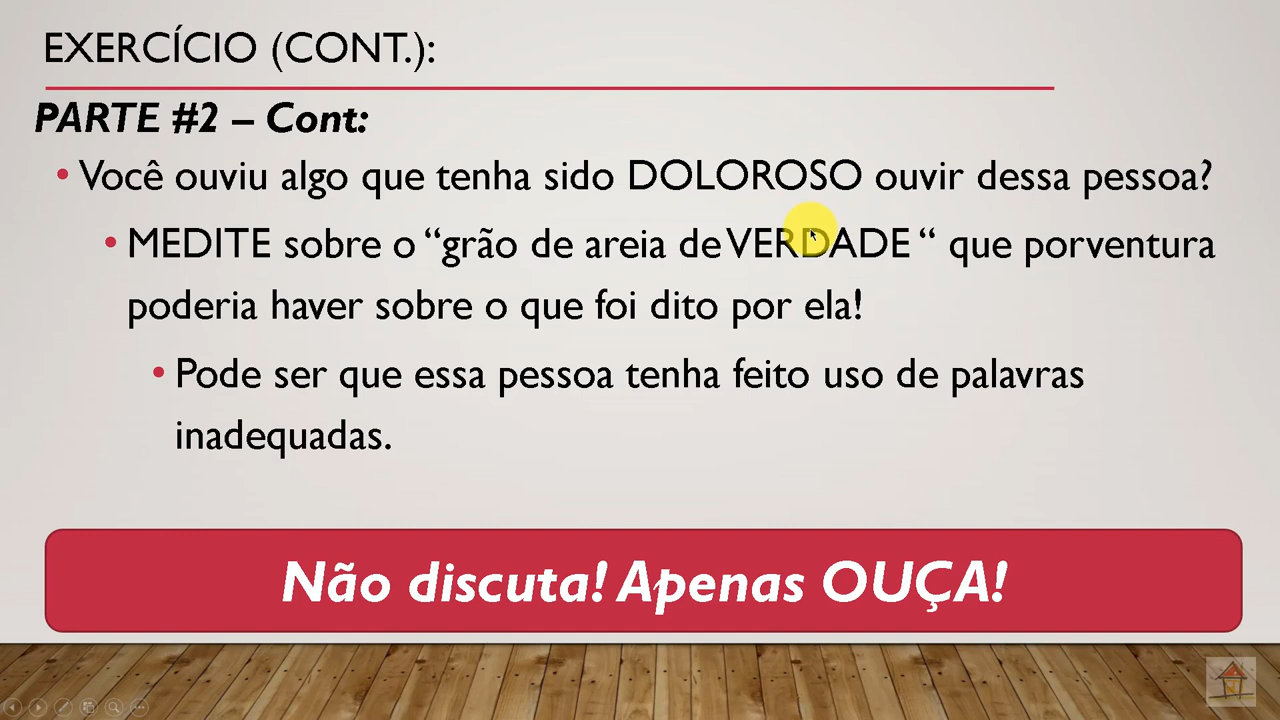 EXERCÍCIO (CONT.):
PARTE #2 – Cont:
• Você ouviu algo que tenha sido DOLOROSO ouvir dessa pessoa?
• MEDITE sobre o “grão de areia de VERDADE “ que porventura
poderia haver sobre o que foi dito por ela!
• Pode ser que essa pessoa tenha feito uso de palavras
inadequadas.
Não discuta! Apenas OUÇA!